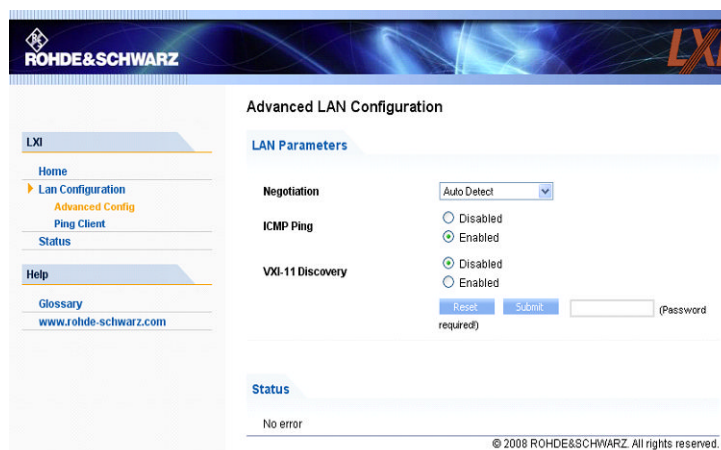 ROHDE&SCHWARZ
LXI
Advanced LAN Configuration
LXI
Home
Lan Configuration
Advanced Config
Ping Client
Status
Help
Glossary
www.rohde-schwarz.com
LAN Parameters
Negotiation
Auto Detect
ICMP Ping
Disabled
Enabled
VXI-11 Discovery
Disabled
Enabled
Reset Submit (Password
required!)
Status
No error
© 2008 ROHDE&SCHWARZ. All rights reserved.